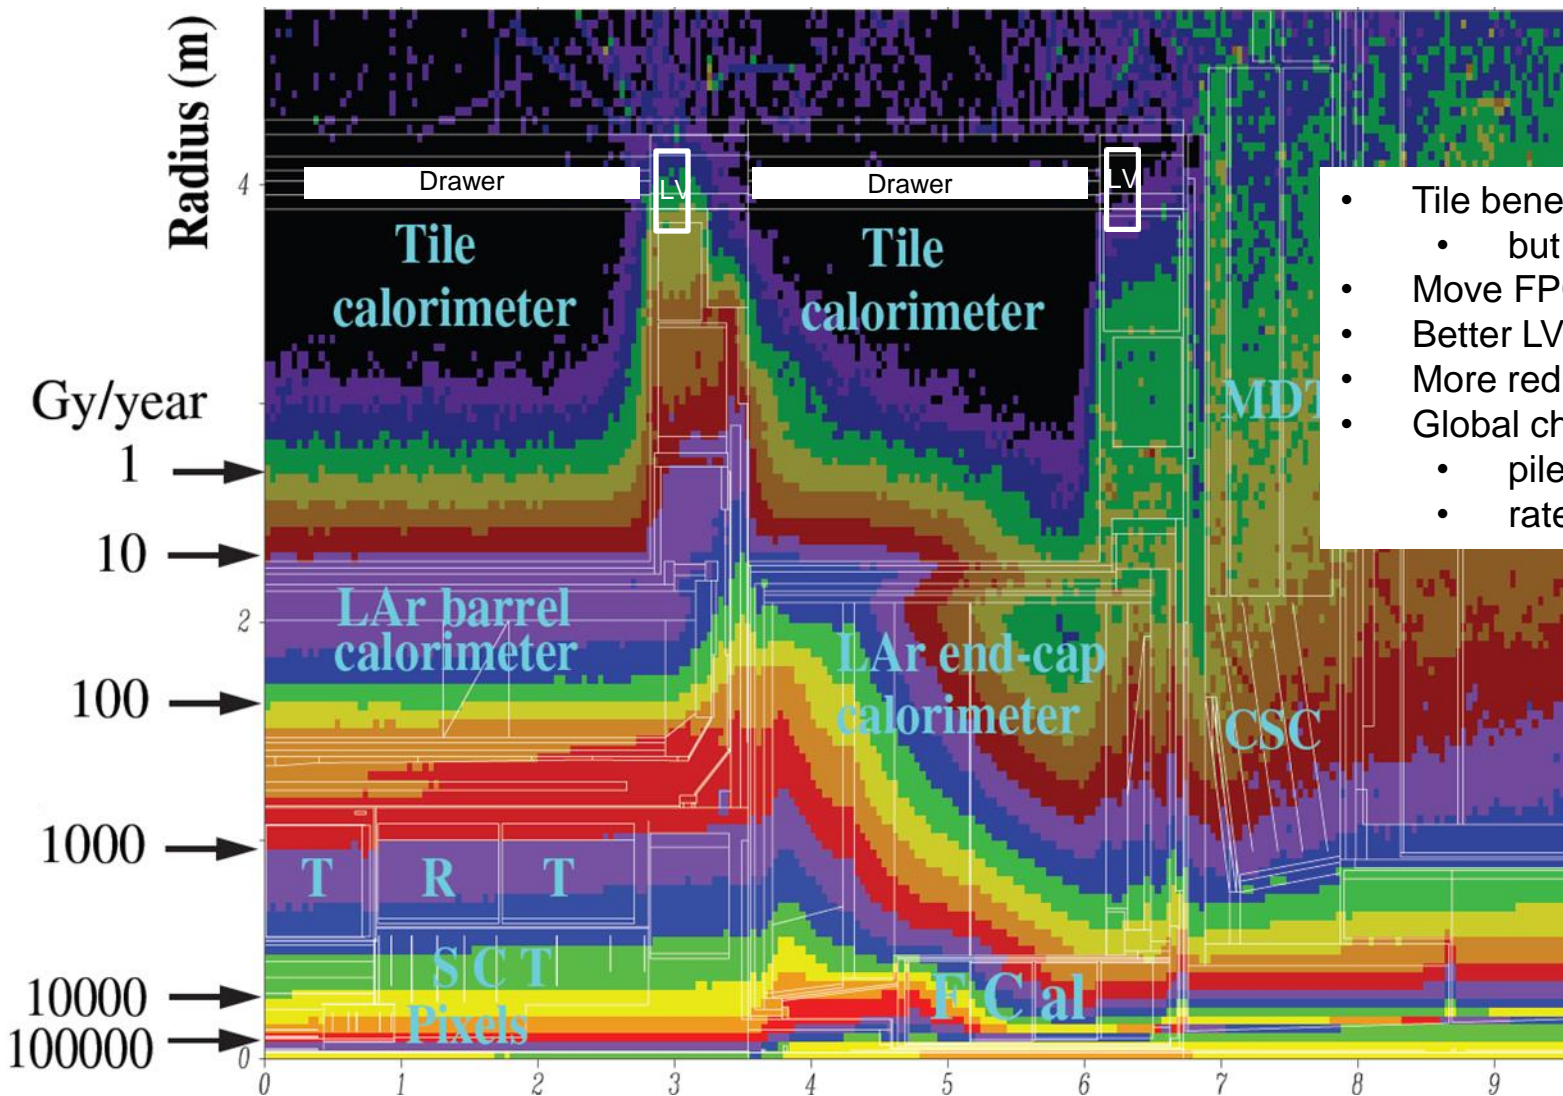 Radius (m)
4
2
0
Gy/year
1
10
100
1000
10000
100000
Drawer
LV
Drawer
LV
Tile
calorimeter
Tile
calorimeter
LAr barrel
calorimeter
LAr end-cap
calorimeter
MDT
CSC
T R T
S C T
Pixels
F C al
0 1 2 3 4 5 6 7 8 9
• Tile bene
• but
• Move FP
• Better LV
• More red
• Global ch
• pile
• rate